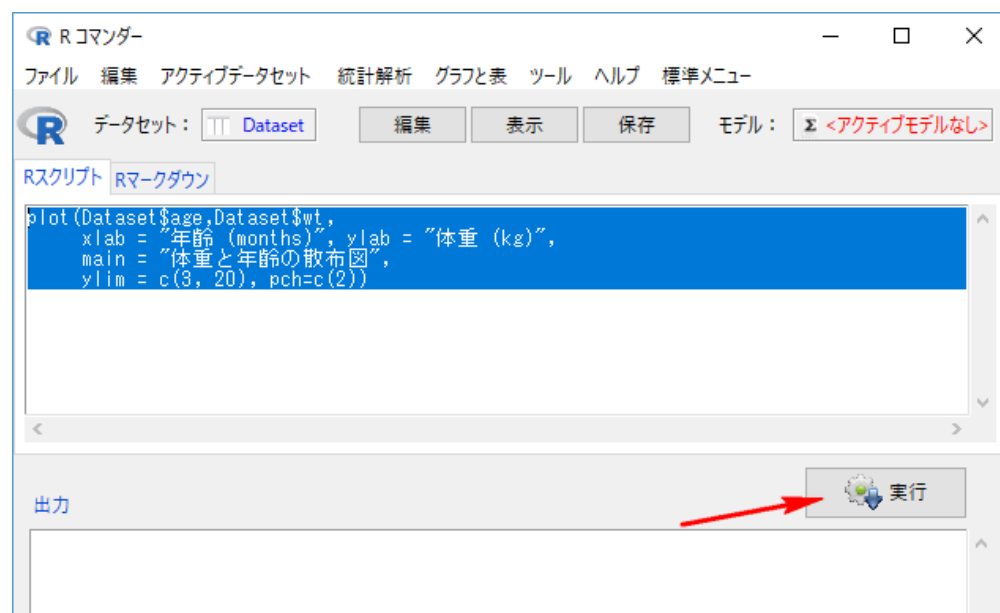 R コマンダー
ファイル 編集 アクティブデータセット 統計解析 グラフと表 ツール ヘルプ 標準メニュー
R データセット： Dataset 編集 表示 保存 モデル： Σ <アクティブモデルなし>
Rスクリプト Rマークダウン
plot(Dataset$age,Dataset$wt,
xlab = "年齢 (months)", ylab = "体重 (kg)",
main = "体重と年齢の散布図",
ylim = c(3, 20), pch=c(2))
実行
出力